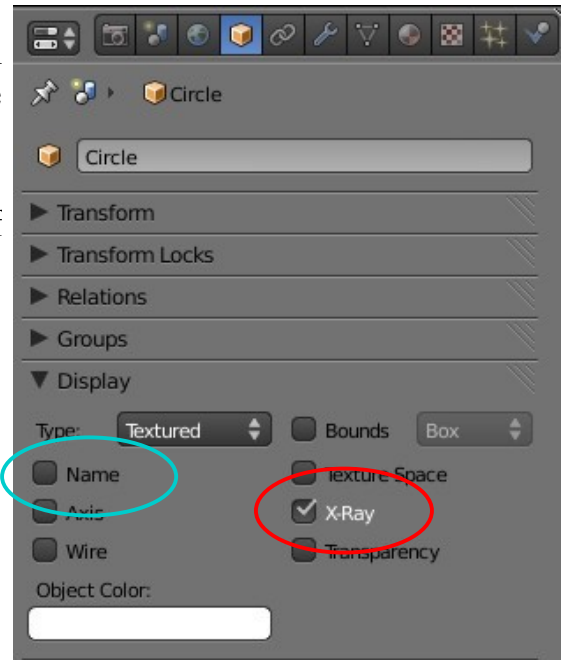 Circle
Circle
Transform
Transform Locks
Relations
Groups
Display
Type: Textured Bounds Box
Name Texture Space
Axis X-Ray
Wire Transparency
Object Color: